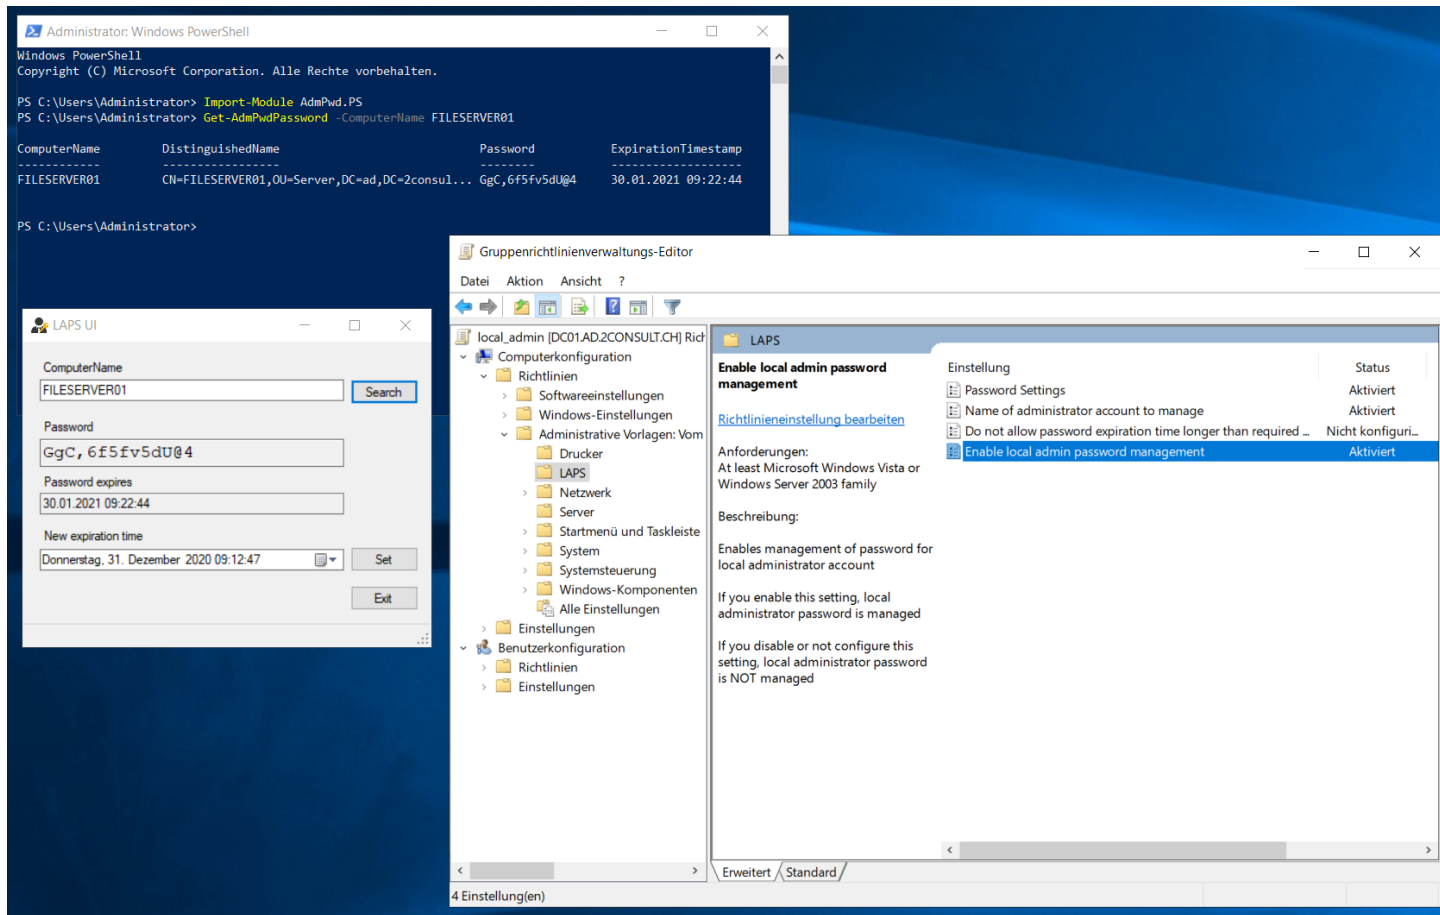 Administrator: Windows PowerShell
Windows PowerShell
Copyright (C) Microsoft Corporation. Alle Rechte vorbehalten.
PS C:\Users\Administrator> Import-Module AdmPwd.PS
PS C:\Users\Administrator> Get-AdmPwdPassword -ComputerName FILESERVER01
ComputerName DistinguishedName Password ExpirationTimestamp
------------ ----------------- -------- -------------------
FILESERVER01 CN=FILESERVER01,OU=Server,DC=ad,DC=2consul... GgC,6f5fv5dU@4 30.01.2021 09:22:44
PS C:\Users\Administrator>
LAPS UI
ComputerName
FILESERVER01 Search
Password
GgC,6f5fv5dU@4
Password expires
30.01.2021 09:22:44
New expiration time
Donnerstag, 31. Dezember 2020 09:12:47 Set
Exit
Gruppenrichtlinienverwaltungs-Editor
Datei Aktion Ansicht ?
local_admin [DC01.AD.2CONSULT.CH] Rich
Computerkonfiguration
Richtlinien
Softwareeinstellungen
Windows-Einstellungen
Administrative Vorlagen: Vom
Drucker
LAPS
Netzwerk
Server
Startmenü und Taskleiste
System
Systemsteuerung
Windows-Komponenten
Alle Einstellungen
Einstellungen
Benutzerkonfiguration
Richtlinien
Einstellungen
LAPS
Enable local admin password
management
Richtlinieneinstellung bearbeiten
Anforderungen:
At least Microsoft Windows Vista or
Windows Server 2003 family
Beschreibung:
Enables management of password for
local administrator account
If you enable this setting, local
administrator password is managed
If you disable or not configure this
setting, local administrator password
is NOT managed
Einstellung Status
Password Settings Aktiviert
Name of administrator account to manage Aktiviert
Do not allow password expiration time longer than required ... Nicht konfiguri...
Enable local admin password management Aktiviert
Erweitert Standard
4 Einstellung(en)